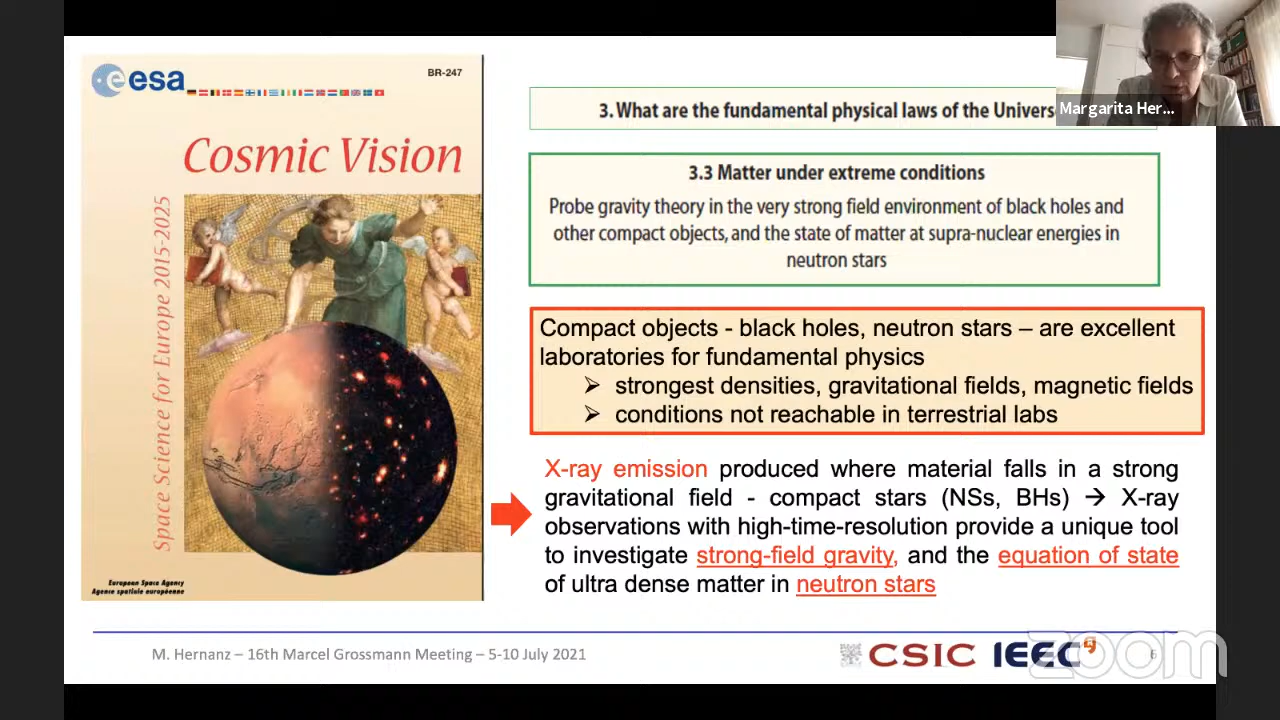 esa
BR-247
Cosmic Vision
Space Science for Europe 2015-2025
European Space Agency
Agence spatiale européenne
3. What are the fundamental physical laws of the Univers
3.3 Matter under extreme conditions
Probe gravity theory in the very strong field environment of black holes and
other compact objects, and the state of matter at supra-nuclear energies in
neutron stars
Compact objects - black holes, neutron stars – are excellent
laboratories for fundamental physics
➢ strongest densities, gravitational fields, magnetic fields
➢ conditions not reachable in terrestrial labs
X-ray emission produced where material falls in a strong
gravitational field - compact stars (NSs, BHs) → X-ray
observations with high-time-resolution provide a unique tool
to investigate strong-field gravity, and the equation of state
of ultra dense matter in neutron stars
Margarita Her...
M. Hernanz – 16th Marcel Grossmann Meeting – 5-10 July 2021
CSIC IEEC
6
zoom